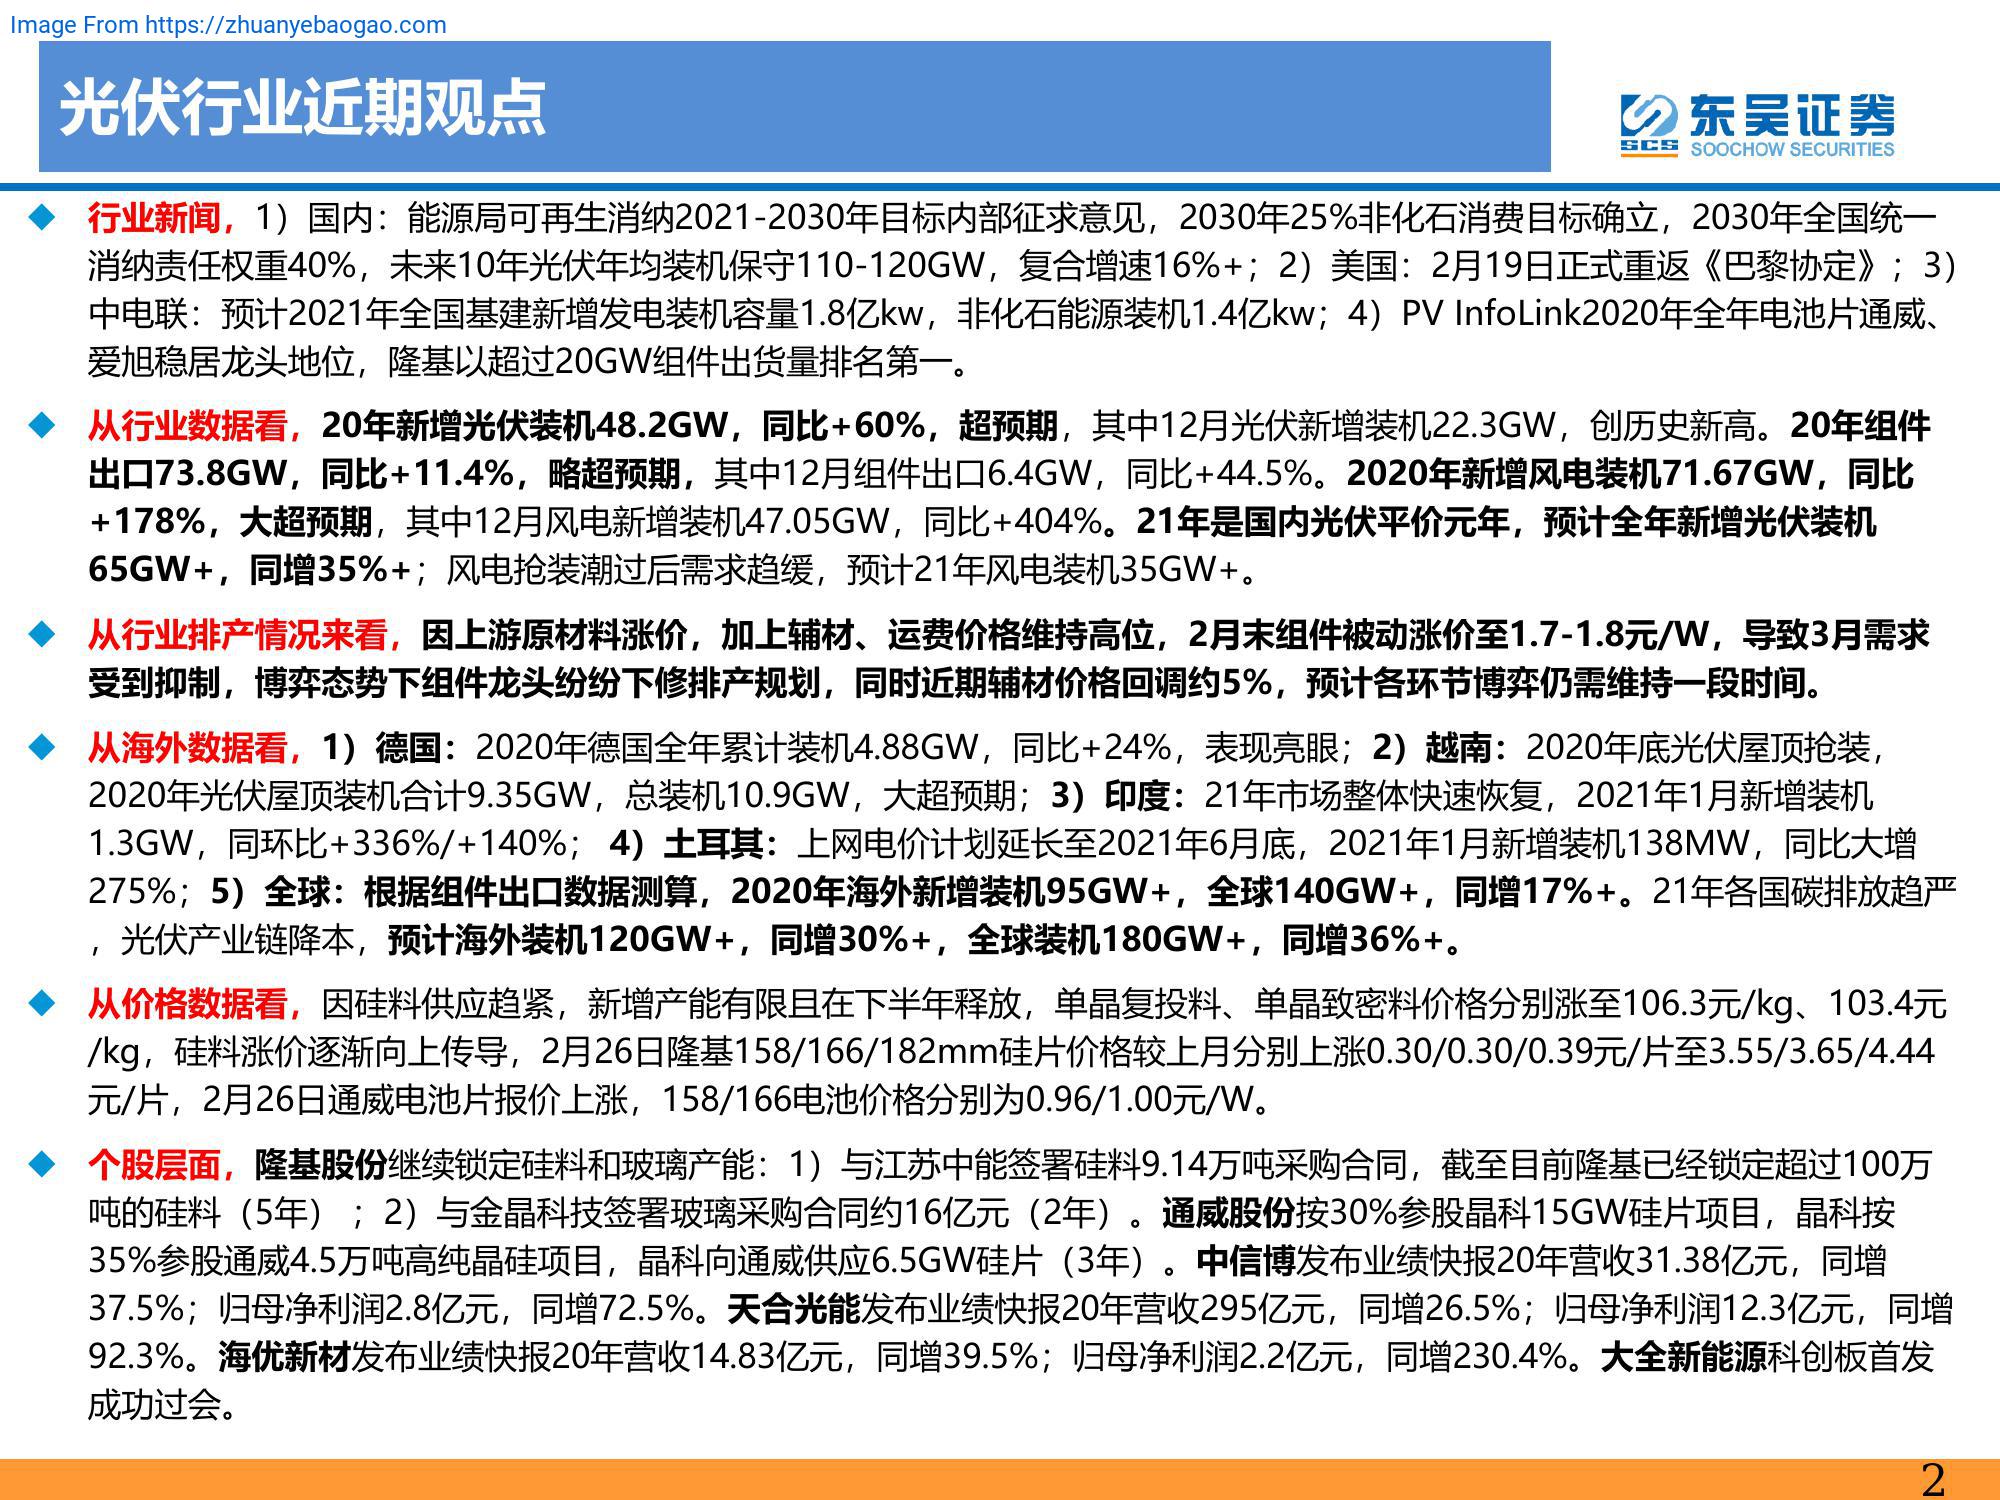 Image From https://zhuanyebaogao.com
光伏行业近期观点
东吴证券
SCS
SOOCHOW SECURITIES
行业新闻，1）国内：能源局可再生消纳2021-2030年目标内部征求意见，2030年25%非化石消费目标确立，2030年全国统一
消纳责任权重40%，未来10年光伏年均装机保守110-120GW，复合增速16%+；2）美国：2月19日正式重返《巴黎协定》；3）
中电联：预计2021年全国基建新增发电装机容量1.8亿kw，非化石能源装机1.4亿kw；4）PV InfoLink2020年全年电池片通威、
爱旭稳居龙头地位，隆基以超过20GW组件出货量排名第一。
从行业数据看，20年新增光伏装机48.2GW，同比+60%，超预期，其中12月光伏新增装机22.3GW，创历史新高。20年组件
出口73.8GW，同比+11.4%，略超预期，其中12月组件出口6.4GW，同比+44.5%。2020年新增风电装机71.67GW，同比
+178%，大超预期，其中12月风电新增装机47.05GW，同比+404%。21年是国内光伏平价元年，预计全年新增光伏装机
65GW+，同增35%+；风电抢装潮过后需求趋缓，预计21年风电装机35GW+。
从行业排产情况来看，因上游原材料涨价，加上辅材、运费价格维持高位，2月末组件被动涨价至1.7-1.8元/W，导致3月需求
受到抑制，博弈态势下组件龙头纷纷下修排产规划，同时近期辅材价格回调约5%，预计各环节博弈仍需维持一段时间。
从海外数据看，1）德国：2020年德国全年累计装机4.88GW，同比+24%，表现亮眼；2）越南：2020年底光伏屋顶抢装，
2020年光伏屋顶装机合计9.35GW，总装机10.9GW，大超预期；3）印度：21年市场整体快速恢复，2021年1月新增装机
1.3GW，同环比+336%/+140%； 4）土耳其：上网电价计划延长至2021年6月底，2021年1月新增装机138MW，同比大增
275%；5）全球：根据组件出口数据测算，2020年海外新增装机95GW+，全球140GW+，同增17%+。21年各国碳排放趋严
，光伏产业链降本，预计海外装机120GW+，同增30%+，全球装机180GW+，同增36%+。
从价格数据看，因硅料供应趋紧，新增产能有限且在下半年释放，单晶复投料、单晶致密料价格分别涨至106.3元/kg、103.4元
/kg，硅料涨价逐渐向上传导，2月26日隆基158/166/182mm硅片价格较上月分别上涨0.30/0.30/0.39元/片至3.55/3.65/4.44
元/片，2月26日通威电池片报价上涨，158/166电池价格分别为0.96/1.00元/W。
个股层面，隆基股份继续锁定硅料和玻璃产能：1）与江苏中能签署硅料9.14万吨采购合同，截至目前隆基已经锁定超过100万
吨的硅料（5年） ；2）与金晶科技签署玻璃采购合同约16亿元（2年）。通威股份按30%参股晶科15GW硅片项目，晶科按
35%参股通威4.5万吨高纯晶硅项目，晶科向通威供应6.5GW硅片（3年）。中信博发布业绩快报20年营收31.38亿元，同增
37.5%；归母净利润2.8亿元，同增72.5%。天合光能发布业绩快报20年营收295亿元，同增26.5%；归母净利润12.3亿元，同增
92.3%。海优新材发布业绩快报20年营收14.83亿元，同增39.5%；归母净利润2.2亿元，同增230.4%。大全新能源科创板首发
成功过会。
2